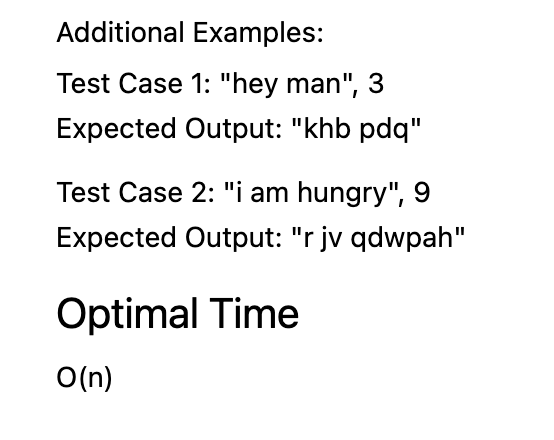 Additional Examples:
Test Case 1: "hey man", 3
Expected Output: "khb pdq"
Test Case 2: "i am hungry", 9
Expected Output: "r jv qdwpah"
Optimal Time
O(n)